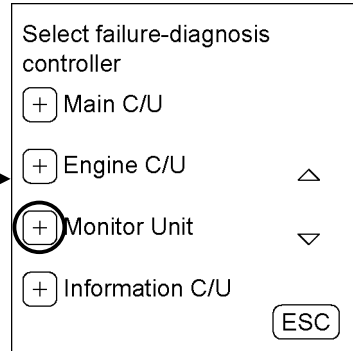 Select failure-diagnosis
controller
+ Main C/U
+ Engine C/U
+ Monitor Unit
+ Information C/U
ESC